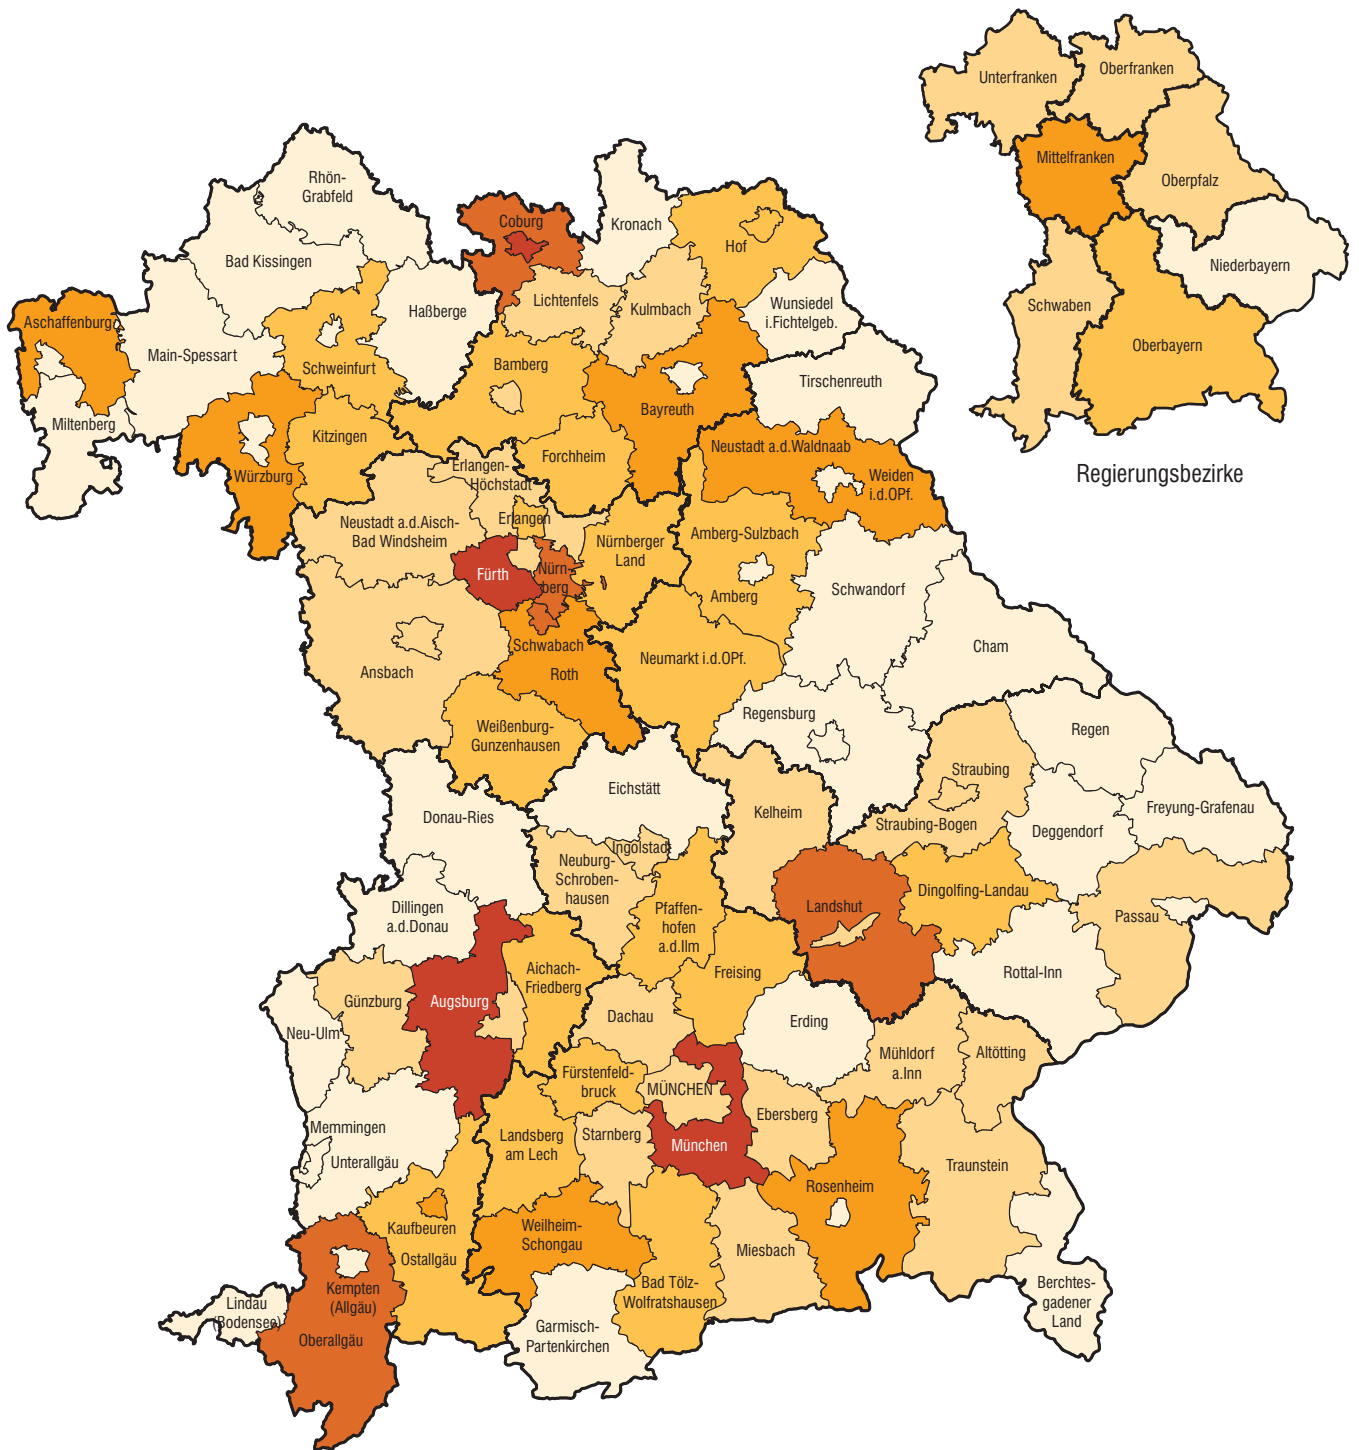 Unterfranken
Oberfranken
Mittelfranken
Oberpfalz
Niederbayern
Schwaben
Oberbayern
Regierungsbezirke
Rhön-
Grabfeld
Bad Kissingen
Coburg
Kronach
Hof
Lichtenfels
Kulmbach
Wunsiedel
i.Fichtelgeb.
Haßberge
Aschaffenburg
Main-Spessart
Schweinfurt
Bamberg
Tirschenreuth
Miltenberg
Kitzingen
Bayreuth
Würzburg
Forchheim
Neustadt a.d.Waldnaab
Weiden
i.d.OPf.
Erlangen-
Höchstadt
Neustadt a.d.Aisch-
Bad Windsheim
Erlangen
Nürnberger
Land
Amberg-Sulzbach
Fürth
Nürn-
berg
Amberg
Schwandorf
Schwabach
Roth
Neumarkt i.d.OPf.
Cham
Ansbach
Weißenburg-
Gunzenhausen
Regensburg
Regen
Eichstätt
Straubing
Donau-Ries
Kelheim
Straubing-Bogen
Deggendorf
Freyung-Grafenau
Ingolstadt
Neuburg-
Schroben-
hausen
Dillingen
a.d.Donau
Pfaffen-
hofen
a.d.Ilm
Landshut
Dingolfing-Landau
Passau
Aichach-
Friedberg
Freising
Rottal-Inn
Günzburg
Augsburg
Dachau
Erding
Neu-Ulm
Mühldorf
a.Inn
Altötting
Fürstenfeld-
bruck
MÜNCHEN
Ebersberg
Memmingen
Unterallgäu
Landsberg
am Lech
Starnberg
München
Traunstein
Rosenheim
Kaufbeuren
Ostallgäu
Weilheim-
Schongau
Miesbach
Bad Tölz-
Wolfratshausen
Kempten
(Allgäu)
Oberallgäu
Lindau
(Bodensee)
Garmisch-
Partenkirchen
Berchtes-
gadener
Land